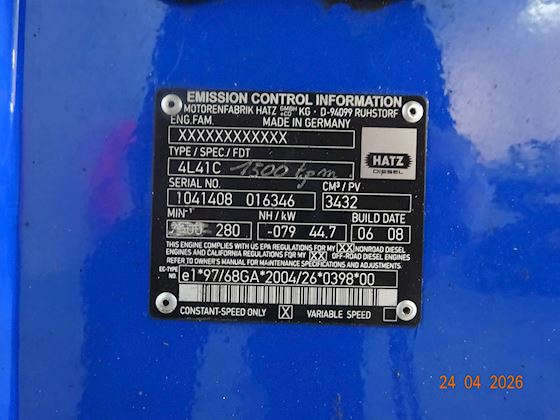 EMISSION CONTROL INFORMATION
MOTORENFABRIK HATZ GMBH +CO KG · D-94099 RUHSTORF
ENG.FAM. MADE IN GERMANY
XXXXXXXXXXXX
TYPE / SPEC / FDT
4L41C 1500
HATZ
DIESEL
SERIAL NO. CM³ / PV
1041408 016346 3432
MIN-¹ NH / kW BUILD DATE
280 -079 44.7 06 08
THIS ENGINE COMPLIES WITH US EPA REGULATIONS FOR MY XX NONROAD DIESEL
ENGINES AND CALIFORNIA REGULATIONS FOR MY XX OFF-ROAD DIESEL ENGINES.
REFER TO OWNER'S MANUAL FOR MAINTENANCE SPECIFICATIONS AND ADJUSTMENTS.
EC-TYPE NO. e1*97/68GA*2004/26*0398*00
CONSTANT-SPEED ONLY X VARIABLE SPEED
24 04 2026